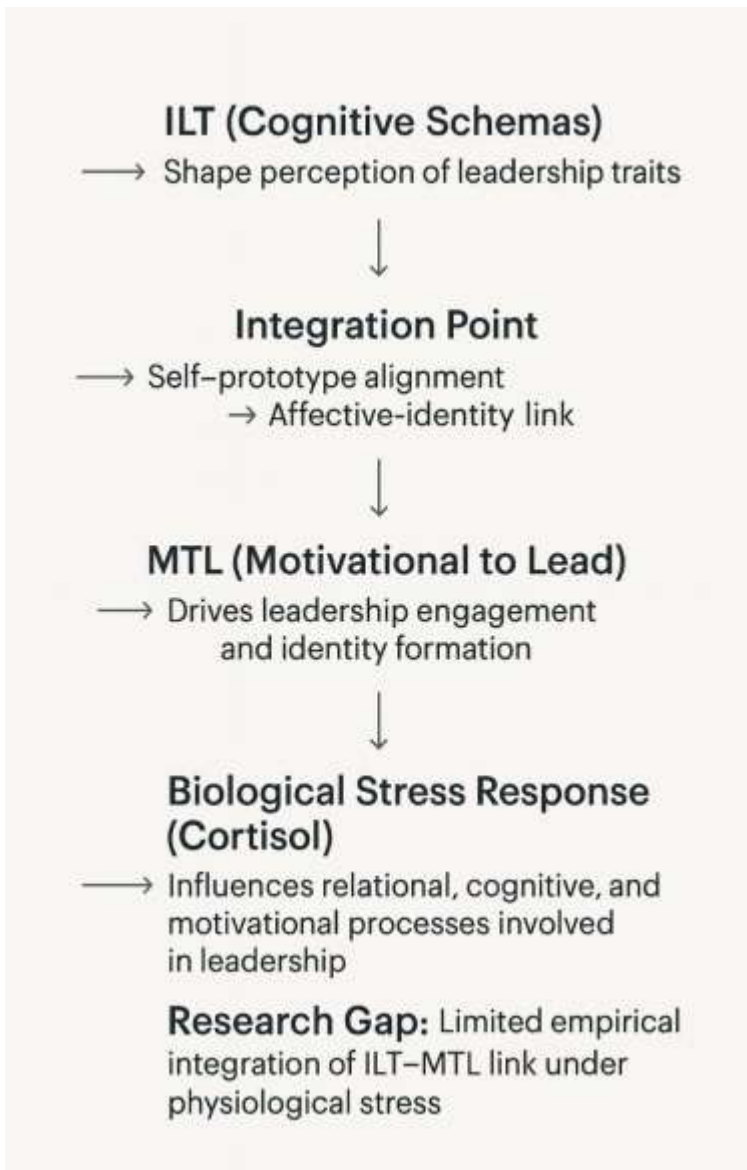 ILT (Cognitive Schemas)
→ Shape perception of leadership traits
↓
Integration Point
→ Self–prototype alignment
→ Affective-identity link
↓
MTL (Motivational to Lead)
→ Drives leadership engagement
and identity formation
↓
Biological Stress Response
(Cortisol)
→ Influences relational, cognitive, and
motivational processes involved
in leadership
Research Gap: Limited empirical
integration of ILT–MTL link under
physiological stress